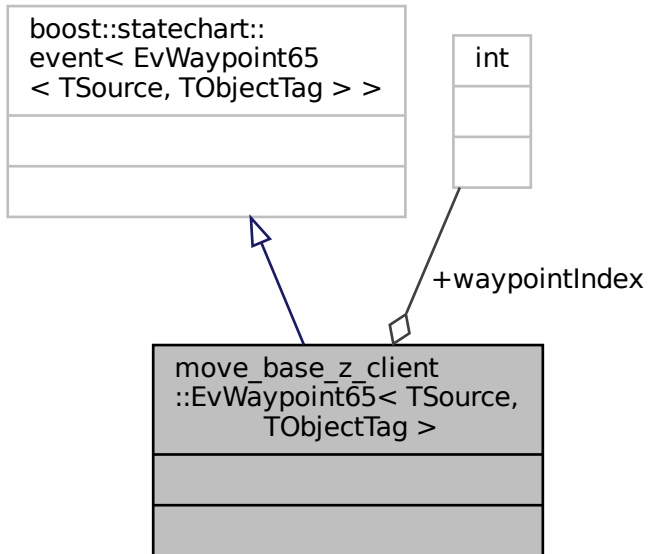 boost::statechart::
event< EvWaypoint65
< TSource, TObjectTag > >
int
+waypointIndex
move_base_z_client
::EvWaypoint65< TSource,
TObjectTag >